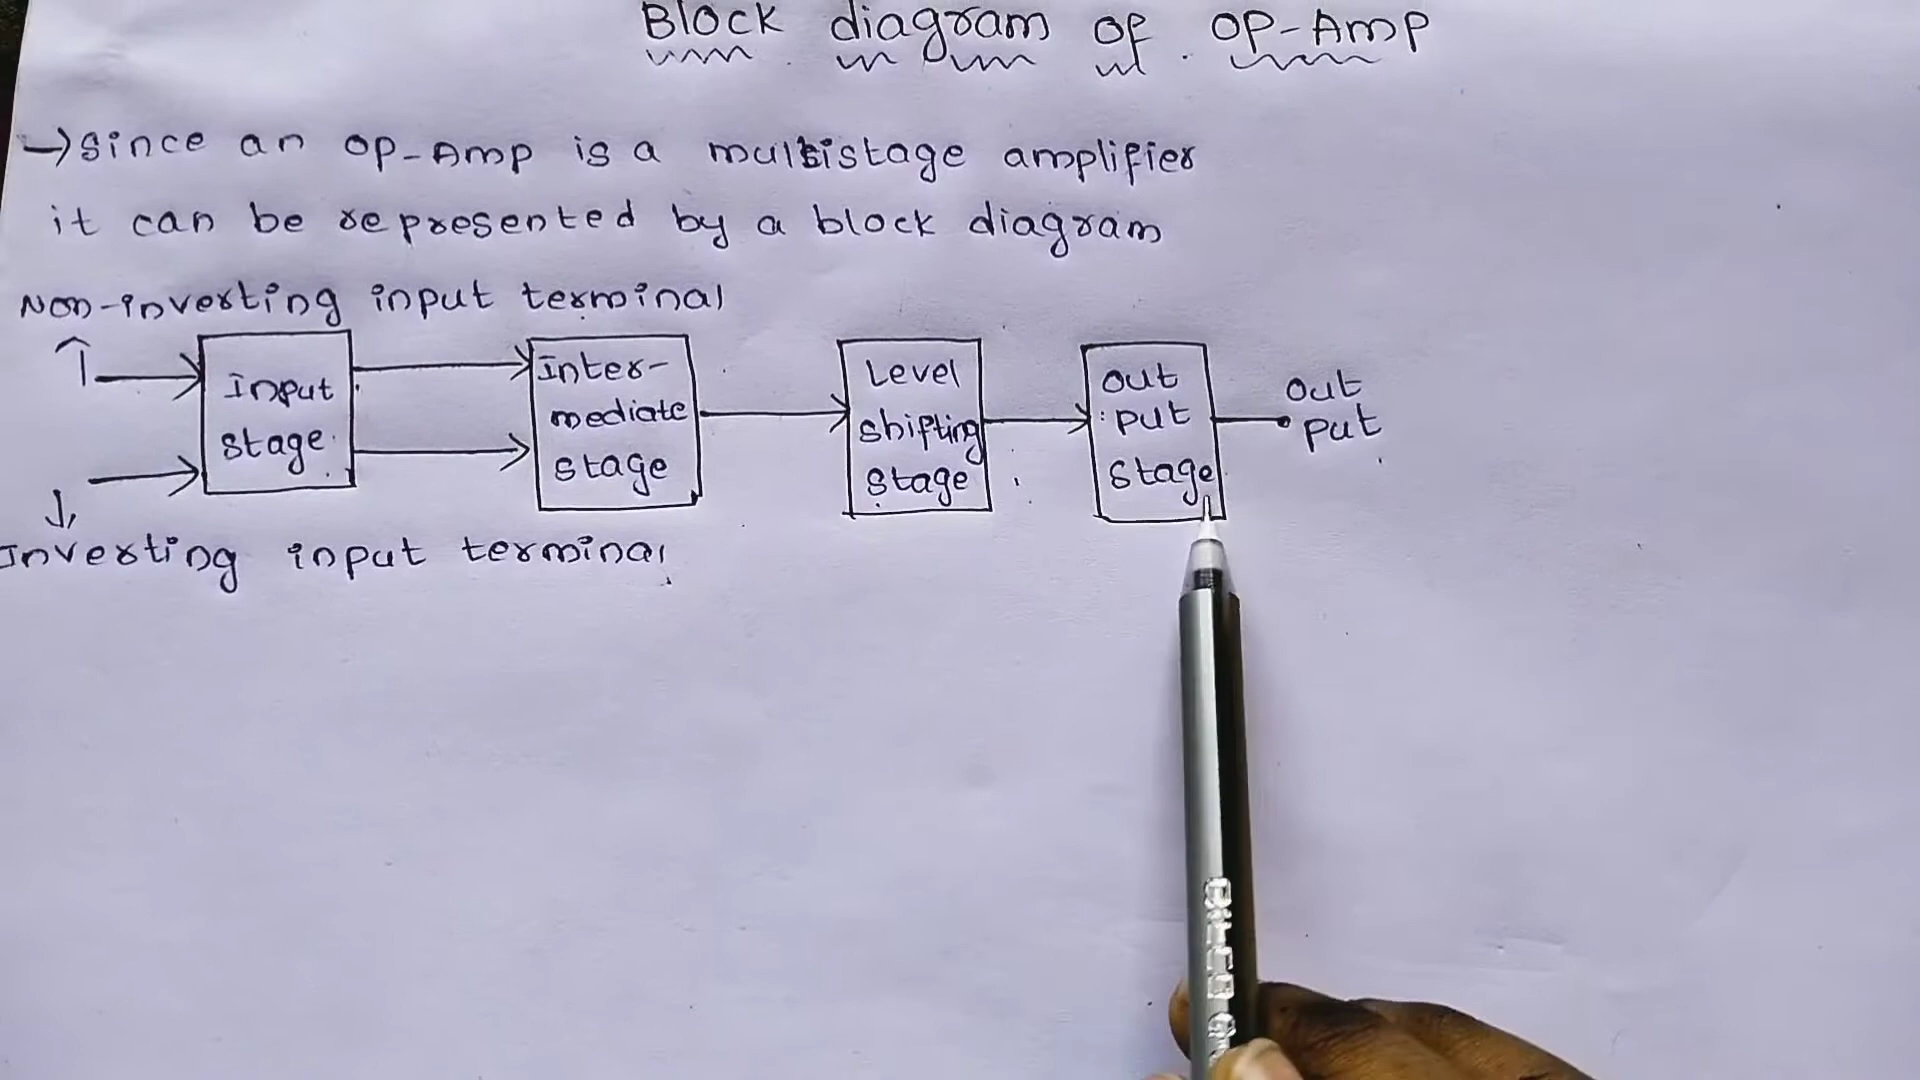 Block diagram of OP-Amp
→ since an op-Amp is a multistage amplifier
it can be represented by a block diagram
Non-inverting input terminal
Input
stage
Inter-
mediate
stage
Level
shifting
stage
Out
put
stage
Out
put
Inverting input terminal